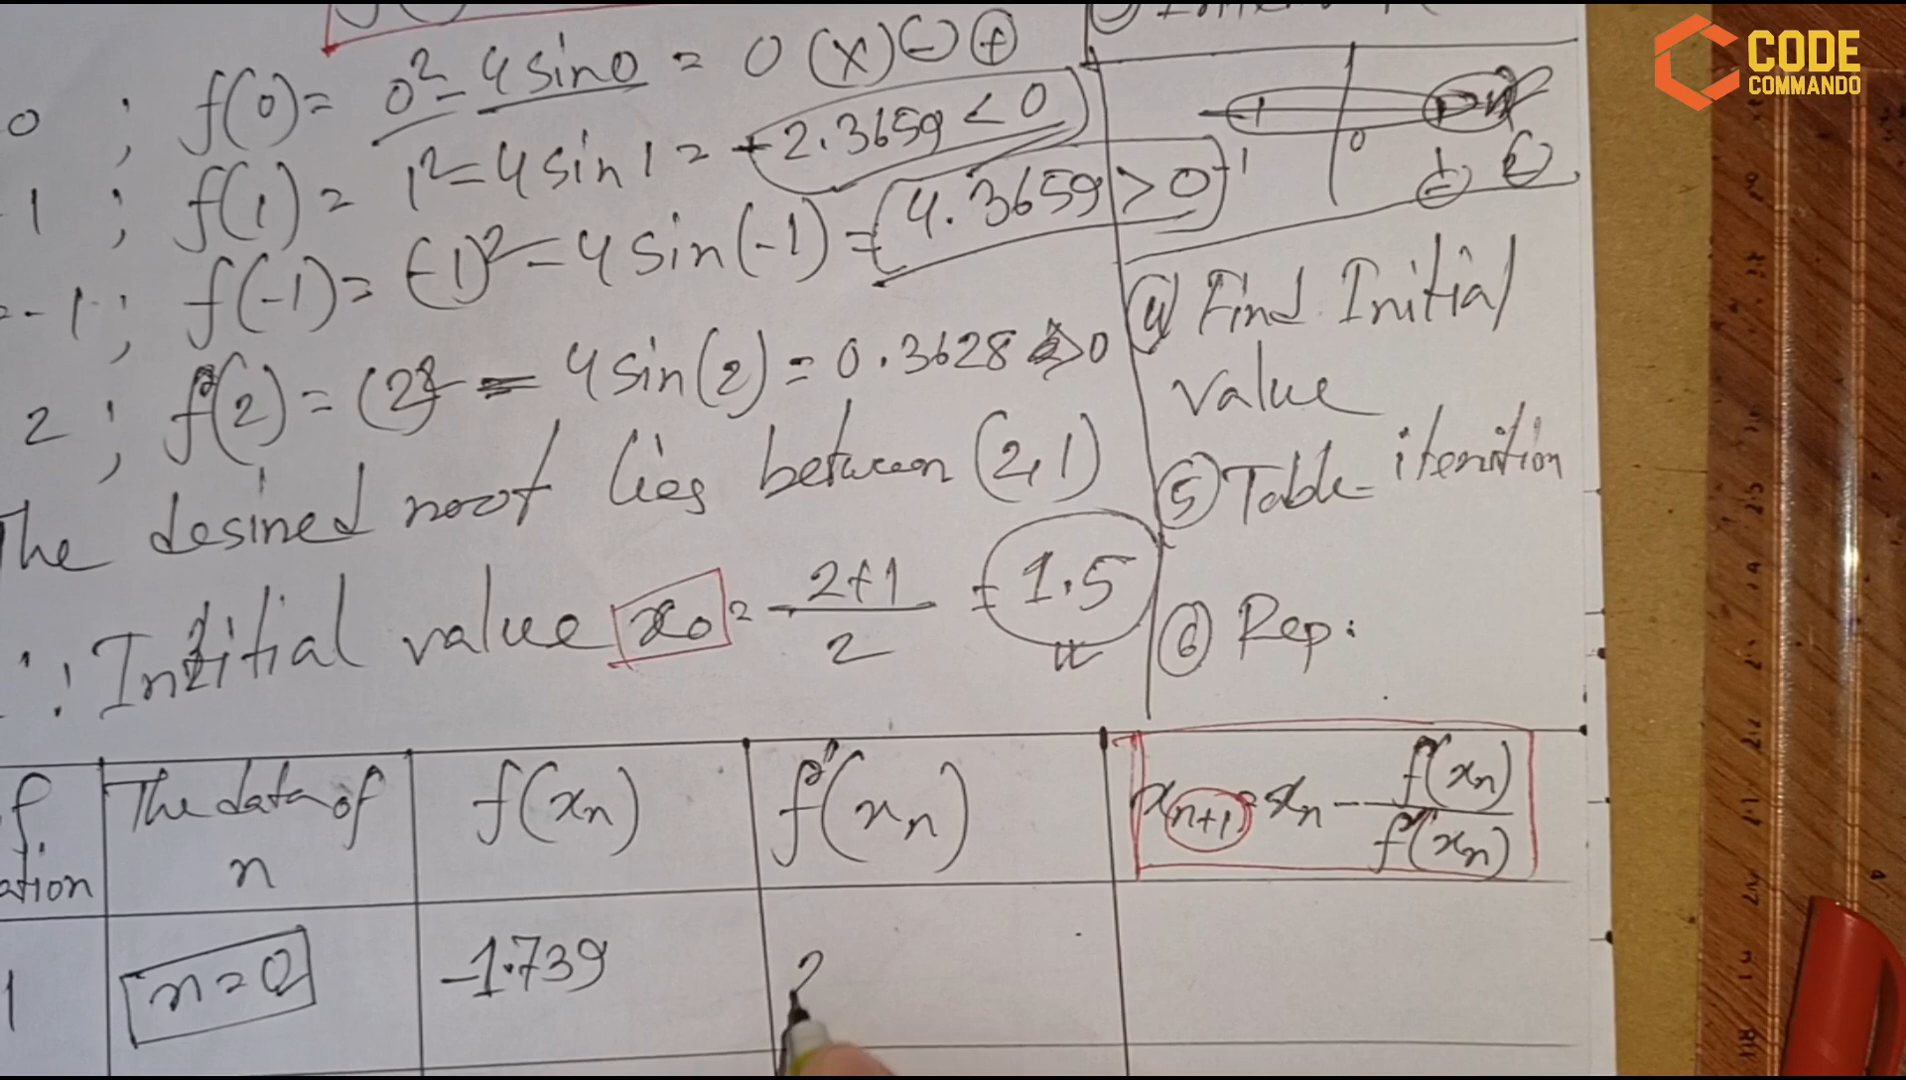 CODE
COMMANDO
0 ; f(0) = 0² - 4 sin 0 = 0 (x) ⊖ ⊕
1 ; f(1) = 1² - 4 sin 1 = -2.3659 < 0
= -1 ; f(-1) = (-1)² - 4 sin(-1) = 4.3659 > 0
2 ; f(2) = (2)² - 4 sin(2) = 0.3628 > 0
The desired root lies between (2,1)
∴ Initial value x₀ = (2+1)/2 = 1.5
-1
0
1
④ Find Initial
value
⑤ Table iteration
⑥ Rep:
f
ation
The data of
n
f(xₙ)
f'(xₙ)
xₙ₊₁ = xₙ - f(xₙ)/f'(xₙ)
1
n = 0
-1.739